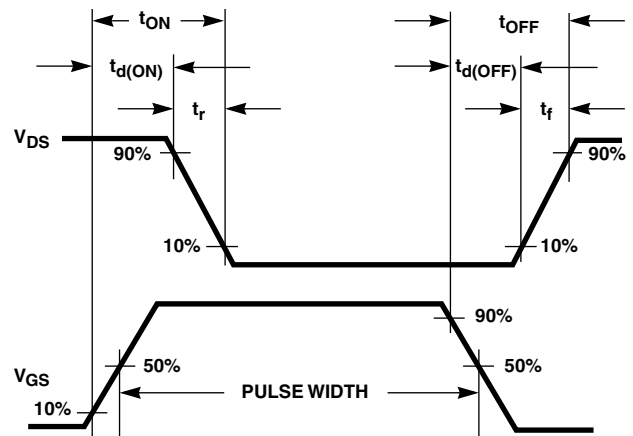 tON tOFF
td(ON) td(OFF)
tr tf
VDS
90% 90%
10% 10%
90%
50% 50%
VGS
PULSE WIDTH
10%